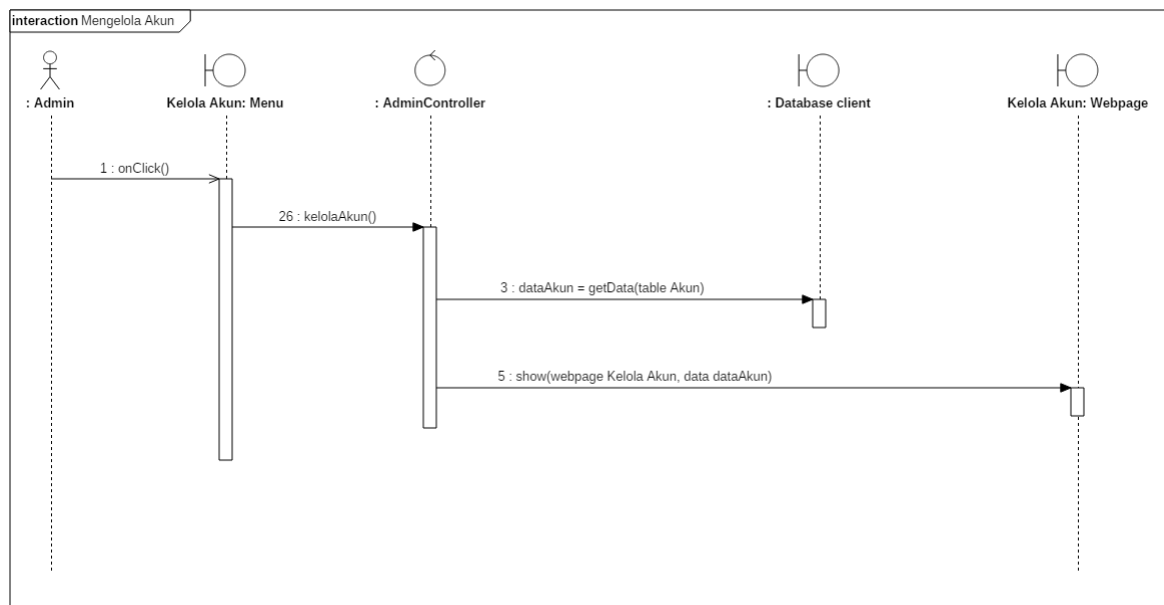 interaction Mengelola Akun
: Admin
Kelola Akun: Menu
: AdminController
: Database client
Kelola Akun: Webpage
1 : onClick()
26 : kelolaAkun()
3 : dataAkun = getData(table Akun)
5 : show(webpage Kelola Akun, data dataAkun)